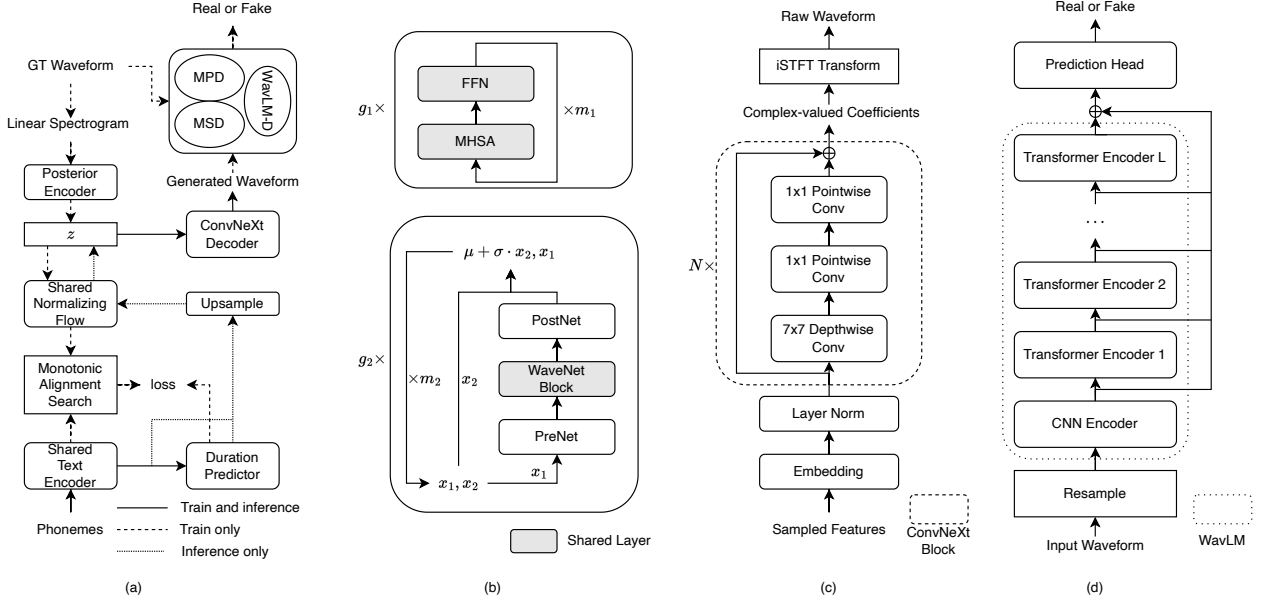 Real or Fake
GT Waveform
MPD
MSD
WavLM-D
Linear Spectrogram
Posterior
Encoder
Generated Waveform
z
ConvNeXt
Decoder
Shared
Normalizing
Flow
Upsample
Monotonic
Alignment
Search
loss
Shared
Text
Encoder
Duration
Predictor
Phonemes
Train and inference
Train only
Inference only
(a)
g₁×
FFN
MHSA
×m₁
g₂×
μ + σ · x₂, x₁
PostNet
×m₂
x₂
WaveNet
Block
PreNet
x₁
x₁, x₂
Shared Layer
(b)
Raw Waveform
iSTFT Transform
Complex-valued Coefficients
N×
1x1 Pointwise
Conv
1x1 Pointwise
Conv
7x7 Depthwise
Conv
Layer Norm
Embedding
Sampled Features
ConvNeXt
Block
(c)
Real or Fake
Prediction Head
Transformer Encoder L
...
Transformer Encoder 2
Transformer Encoder 1
CNN Encoder
Resample
Input Waveform
WavLM
(d)